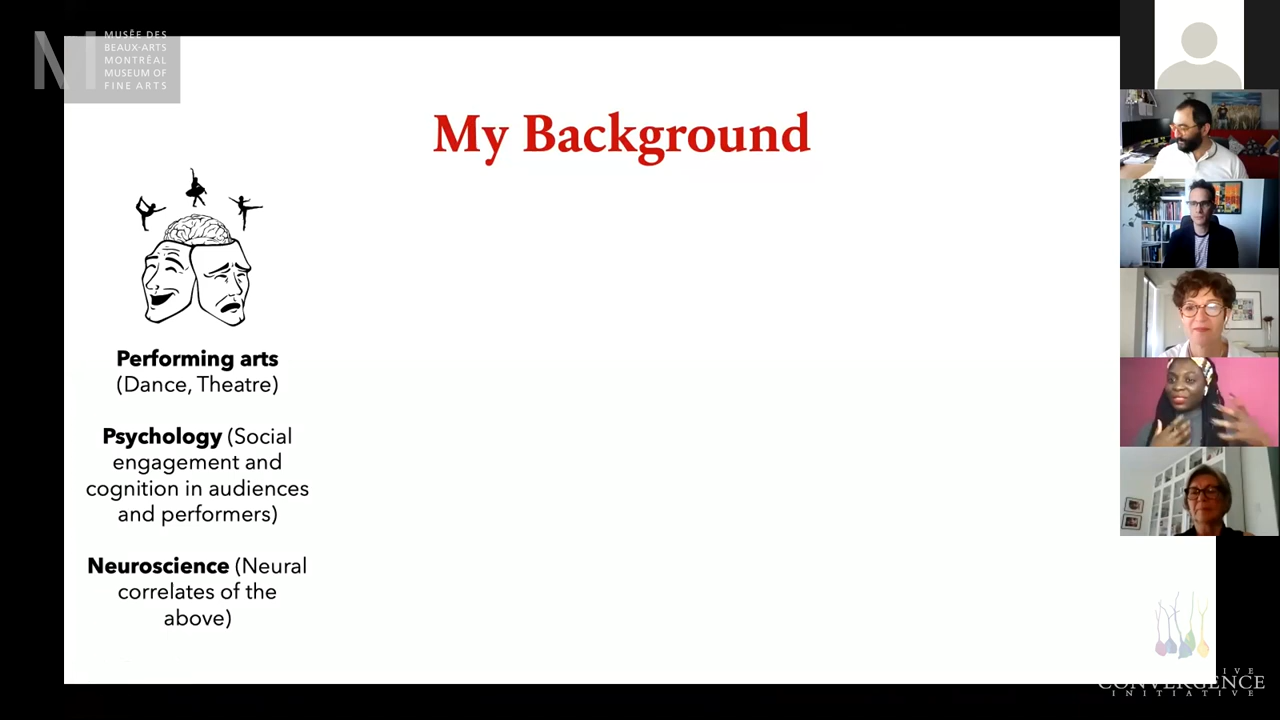 MUSÉE DES
BEAUX-ARTS
MONTRÉAL
MUSEUM OF
FINE ARTS
My Background
Performing arts
(Dance, Theatre)
Psychology (Social
engagement and
cognition in audiences
and performers)
Neuroscience (Neural
correlates of the
above)
CONVERGENCE
INITIATIVE